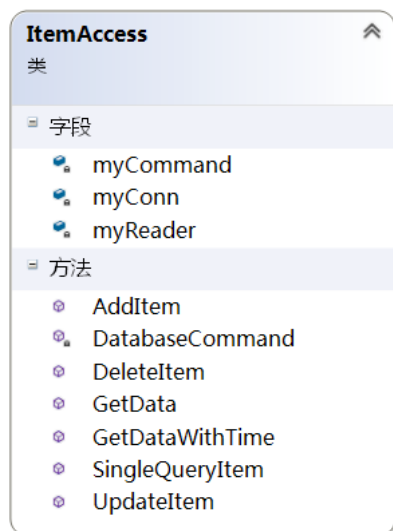 ItemAccess
类
字段
myCommand
myConn
myReader
方法
AddItem
DatabaseCommand
DeleteItem
GetData
GetDataWithTime
SingleQueryItem
UpdateItem